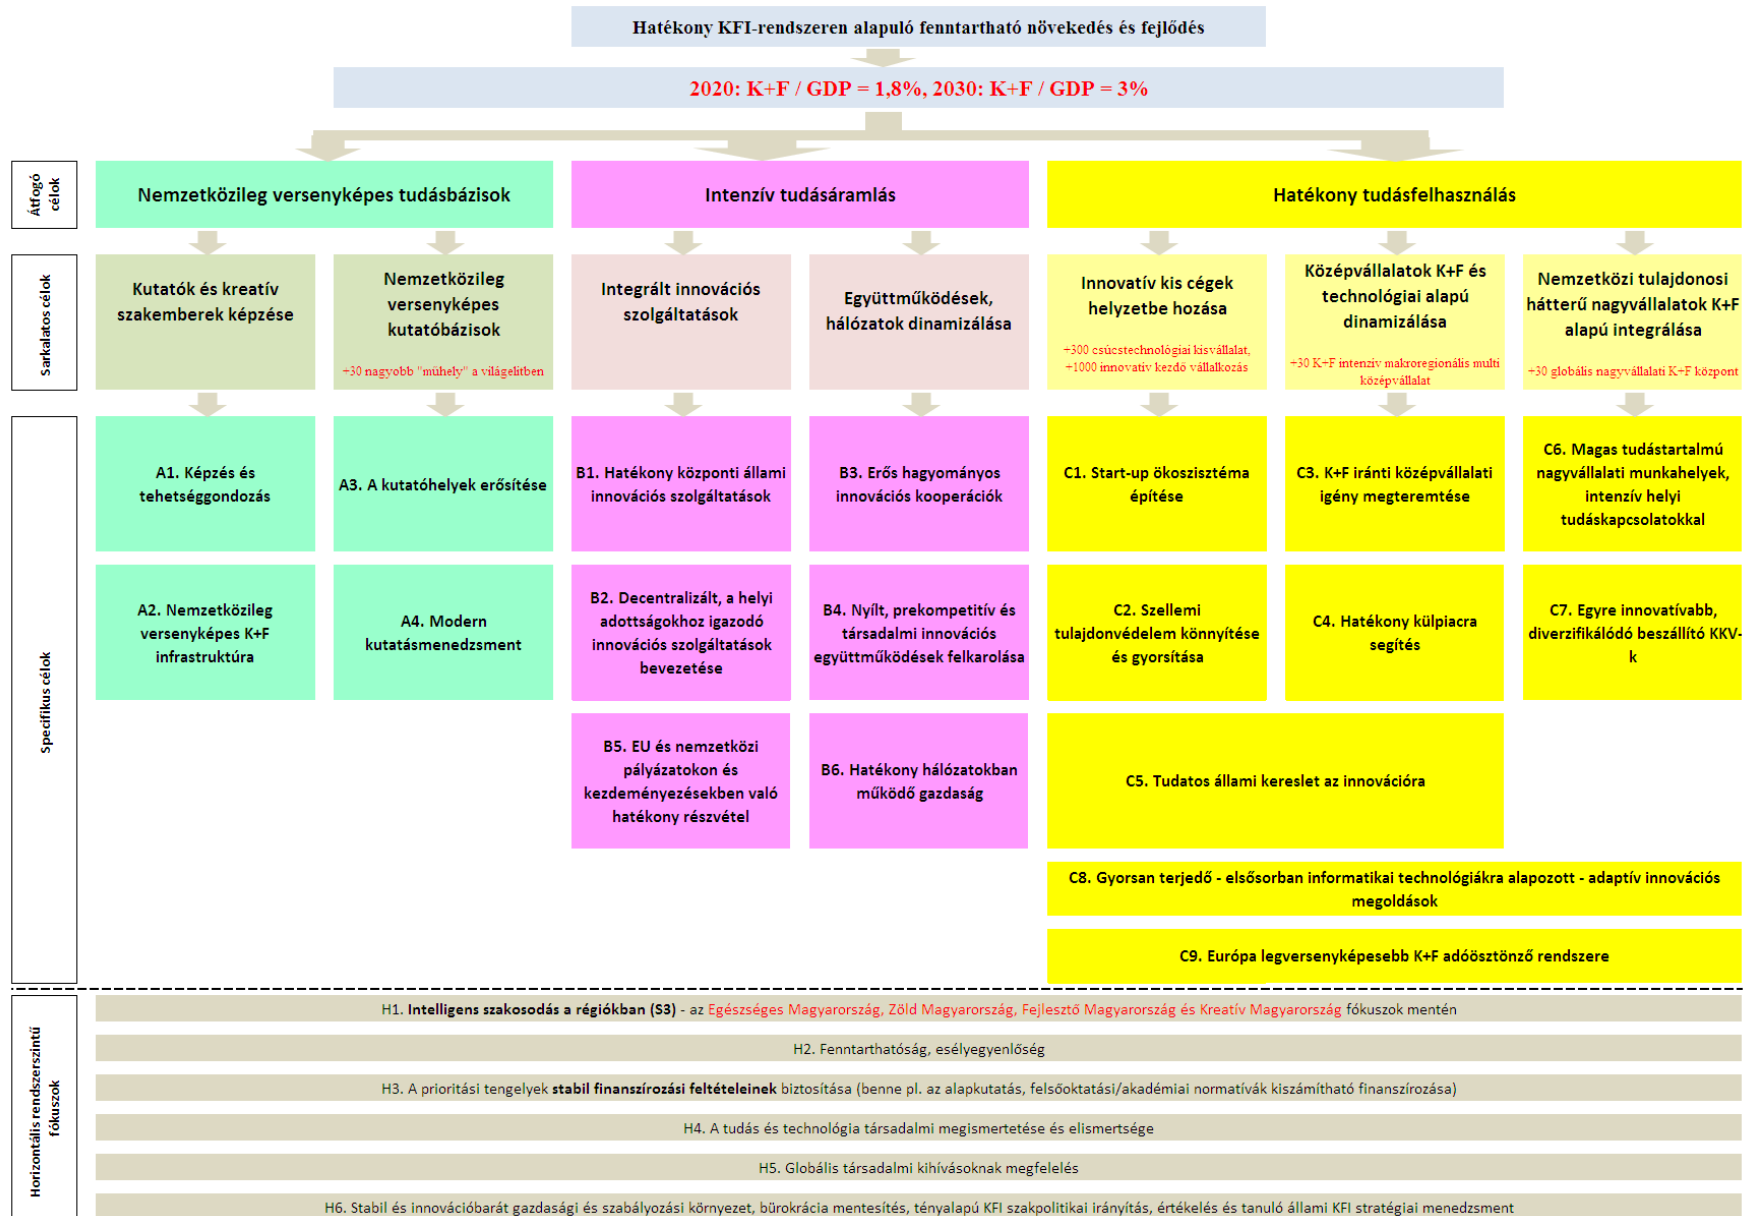 Hatékony KFI-rendszeren alapuló fenntartható növekedés és fejlődés
2020: K+F / GDP = 1,8%, 2030: K+F / GDP = 3%
Átfogó
célok
Nemzetközileg versenyképes tudásbázisok
Intenzív tudásáramlás
Hatékony tudásfelhasználás
Sarkalatos célok
Kutatók és kreatív
szakemberek képzése
Nemzetközileg
versenyképes
kutatóbázisok
+30 nagyobb "műhely" a világelitben
Integrált innovációs
szolgáltatások
Együttműködések,
hálózatok dinamizálása
Innovatív kis cégek
helyzetbe hozása
+300 csúcstechnológiai kisvállalat,
+1000 innovatív kezdő vállalkozás
Középvállalatok K+F és
technológiai alapú
dinamizálása
+30 K+F intenzív makroregionális multi
középvállalat
Nemzetközi tulajdonosi
hátterű nagyvállalatok K+F
alapú integrálása
+30 globális nagyvállalati K+F központ
Specifikus célok
A1. Képzés és
tehetséggondozás
A3. A kutatóhelyek erősítése
B1. Hatékony központi állami
innovációs szolgáltatások
B3. Erős hagyományos
innovációs kooperációk
C1. Start-up ökoszisztéma
építése
C3. K+F iránti középvállalati
igény megteremtése
C6. Magas tudástartalmú
nagyvállalati munkahelyek,
intenzív helyi
tudáskapcsolatokkal
A2. Nemzetközileg
versenyképes K+F
infrastruktúra
A4. Modern
kutatásmenedzsment
B2. Decentralizált, a helyi
adottságokhoz igazodó
innovációs szolgáltatások
bevezetése
B4. Nyílt, prekompetitív és
társadalmi innovációs
együttműködések felkarolása
C2. Szellemi
tulajdonvédelem könnyítése
és gyorsítása
C4. Hatékony külpiacra
segítés
C7. Egyre innovatívabb,
diverzifikálódó beszállító KKV-
k
B5. EU és nemzetközi
pályázatokon és
kezdeményezésekben való
hatékony részvétel
B6. Hatékony hálózatokban
működő gazdaság
C5. Tudatos állami kereslet az innovációra
C8. Gyorsan terjedő - elsősorban informatikai technológiákra alapozott - adaptív innovációs
megoldások
C9. Európa legversenyképesebb K+F adóösztönző rendszere
Horizontális rendszerszintű
fókuszok
H1. Intelligens szakosodás a régiókban (S3) - az Egészséges Magyarország, Zöld Magyarország, Fejlesztő Magyarország és Kreatív Magyarország fókuszok mentén
H2. Fenntarthatóság, esélyegyenlőség
H3. A prioritási tengelyek stabil finanszírozási feltételeinek biztosítása (benne pl. az alapkutatás, felsőoktatási/akadémiai normatívák kiszámítható finanszírozása)
H4. A tudás és technológia társadalmi megismertetése és elismertsége
H5. Globális társadalmi kihívásoknak megfelelés
H6. Stabil és innovációbarát gazdasági és szabályozási környezet, bürokrácia mentesítés, tényalapú KFI szakpolitikai irányítás, értékelés és tanuló állami KFI stratégiai menedzsment